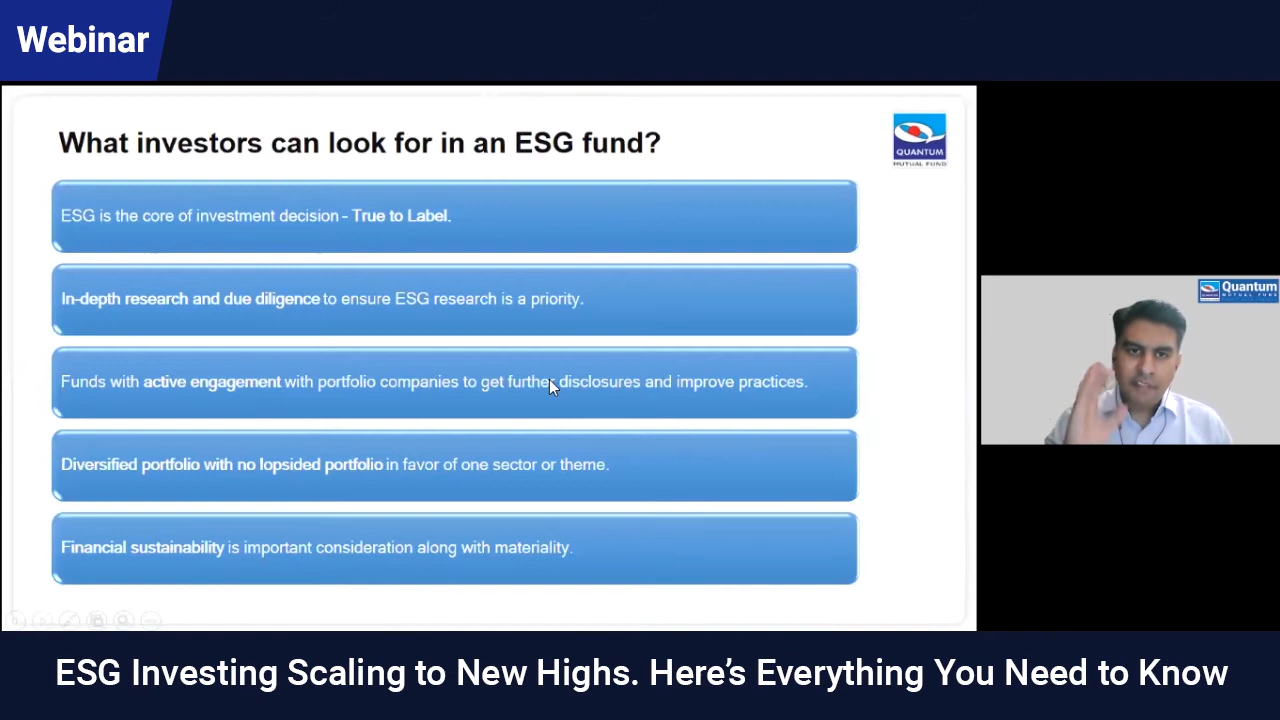 Webinar
What investors can look for in an ESG fund?
QUANTUM
MUTUAL FUND
ESG is the core of investment decision - True to Label.
In-depth research and due diligence to ensure ESG research is a priority.
Funds with active engagement with portfolio companies to get further disclosures and improve practices.
Diversified portfolio with no lopsided portfolio in favor of one sector or theme.
Financial sustainability is important consideration along with materiality.
Quantum
MUTUAL FUND
ESG Investing Scaling to New Highs. Here's Everything You Need to Know